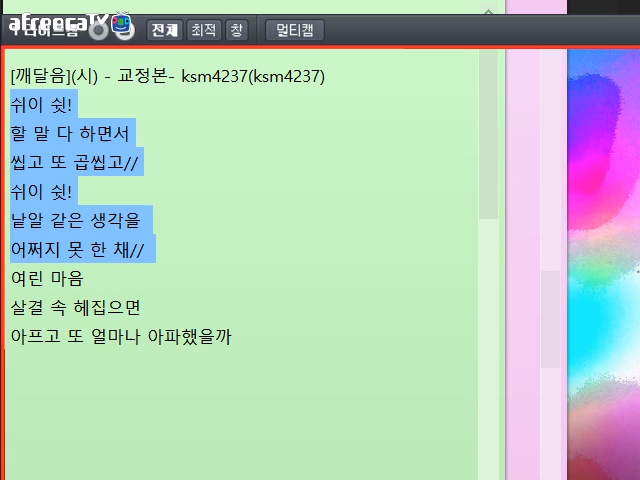 afreecaTV
전체 최적 창 멀티캠
[깨달음](시) - 교정본- ksm4237(ksm4237)
쉬이 쉿!
할 말 다 하면서
씹고 또 곱씹고//
쉬이 쉿!
낱알 같은 생각을
어쩌지 못 한 채//
여린 마음
살결 속 헤집으면
아프고 또 얼마나 아파했을까